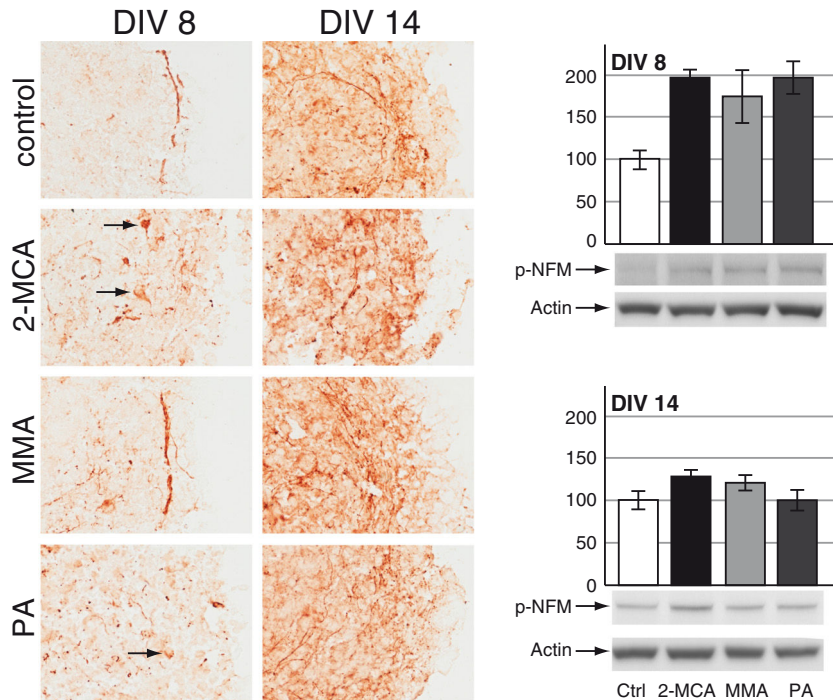 DIV 8 DIV 14
control
2-MCA
MMA
PA
DIV 8
200
150
100
50
0
p-NFM
Actin
DIV 14
200
150
100
50
0
p-NFM
Actin
Ctrl 2-MCA MMA PA